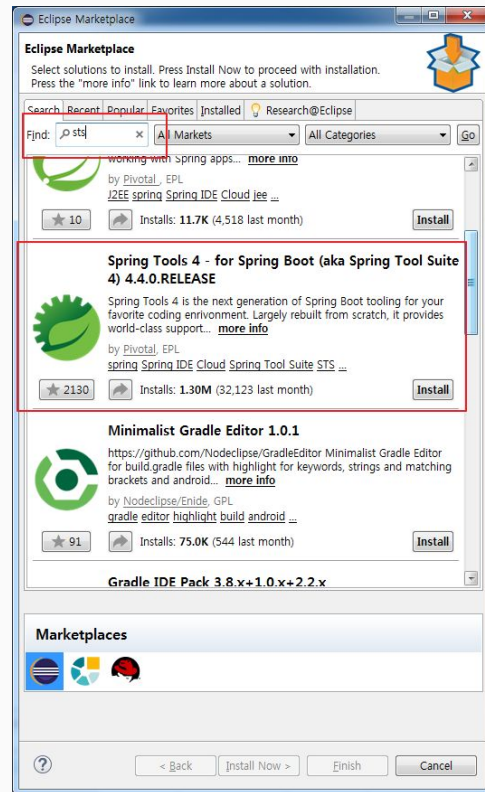 Eclipse Marketplace
Eclipse Marketplace
Select solutions to install. Press Install Now to proceed with installation.
Press the "more info" link to learn more about a solution.
Search Recent Popular Favorites Installed Research@Eclipse
Find: sts All Markets All Categories Go
working with Spring apps... more info
by Pivotal , EPL
J2EE spring Spring IDE Cloud jee ...
10 Installs: 11.7K (4,518 last month) Install
Spring Tools 4 - for Spring Boot (aka Spring Tool Suite
4) 4.4.0.RELEASE
Spring Tools 4 is the next generation of Spring Boot tooling for your
favorite coding enrivonment. Largely rebuilt from scratch, it provides
world-class support... more info
by Pivotal, EPL
spring Spring IDE Cloud Spring Tool Suite STS ...
2130 Installs: 1.30M (32,123 last month) Install
Minimalist Gradle Editor 1.0.1
https://github.com/Nodeclipse/GradleEditor Minimalist Gradle Editor
for build.gradle files with highlight for keywords, strings and matching
brackets and android... more info
by Nodeclipse/Enide, GPL
gradle editor highlight build android ...
91 Installs: 75.0K (544 last month) Install
Gradle IDE Pack 3.8.x+1.0.x+2.2.x
Marketplaces
< Back Install Now > Finish Cancel